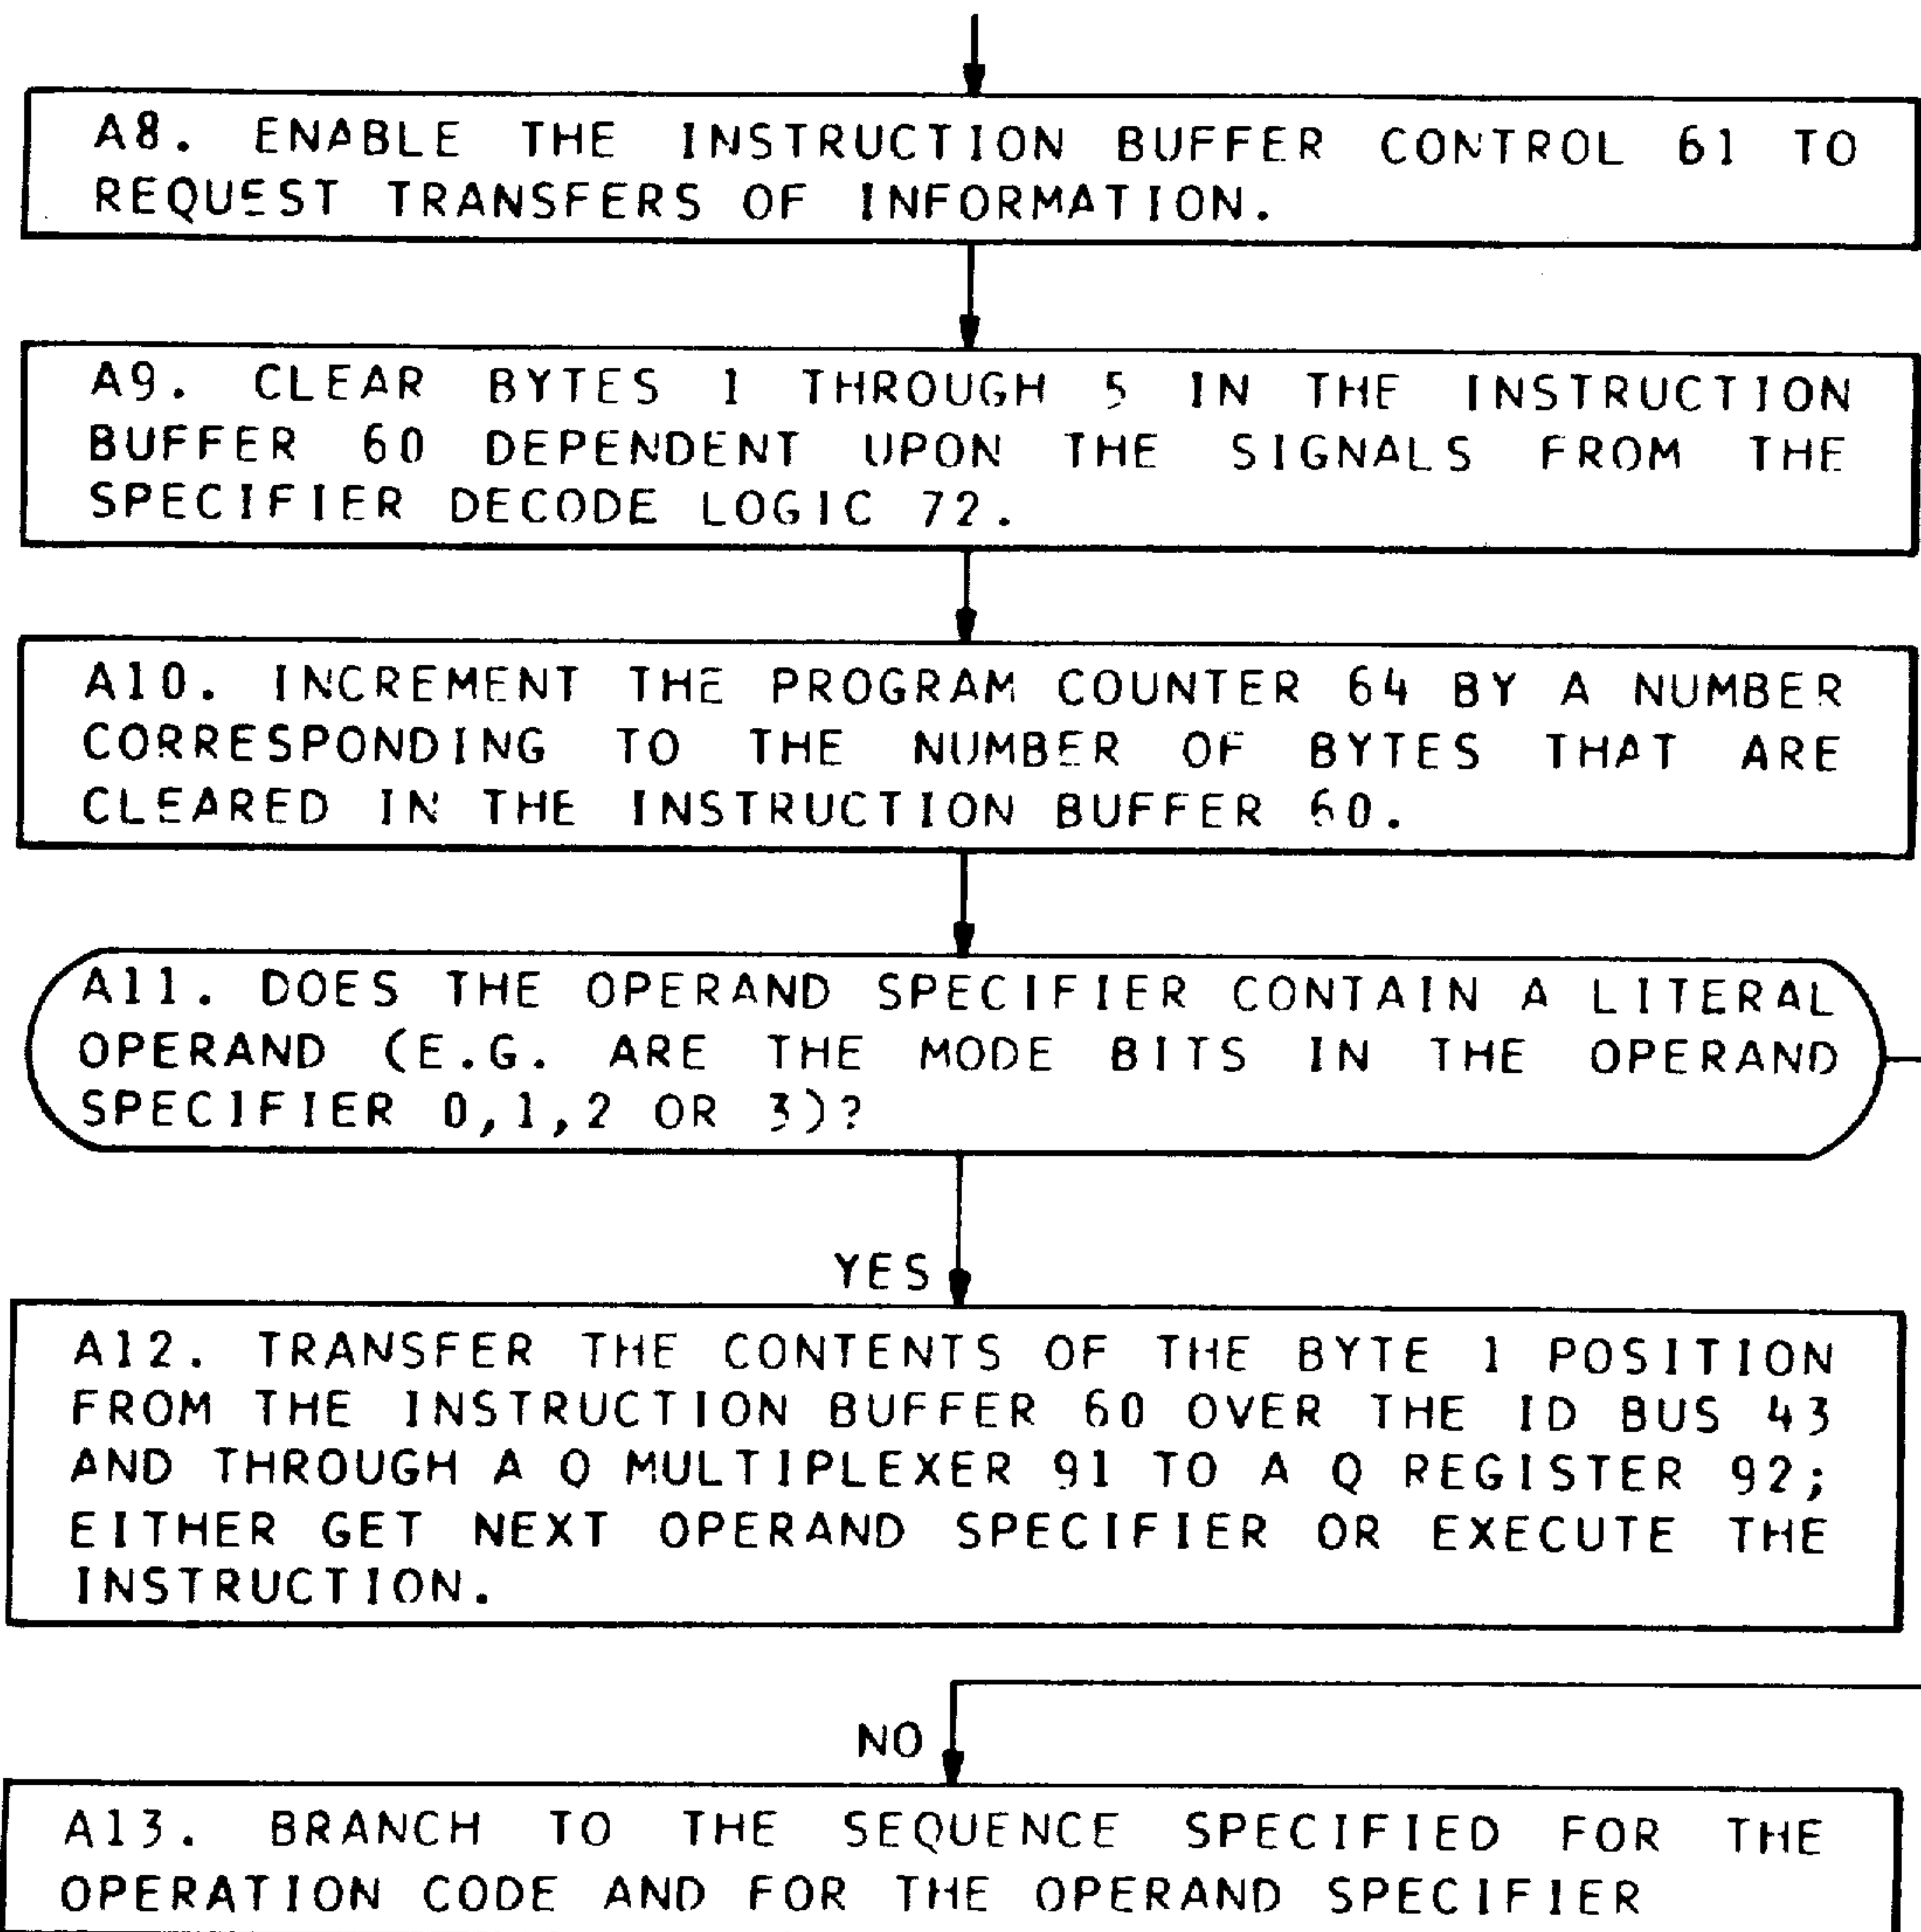 A8. ENABLE THE INSTRUCTION BUFFER CONTROL 61 TO
REQUEST TRANSFERS OF INFORMATION.
A9. CLEAR BYTES 1 THROUGH 5 IN THE INSTRUCTION
BUFFER 60 DEPENDENT UPON THE SIGNALS FROM THE
SPECIFIER DECODE LOGIC 72.
A10. INCREMENT THE PROGRAM COUNTER 64 BY A NUMBER
CORRESPONDING TO THE NUMBER OF BYTES THAT ARE
CLEARED IN THE INSTRUCTION BUFFER 60.
A11. DOES THE OPERAND SPECIFIER CONTAIN A LITERAL
OPERAND (E.G. ARE THE MODE BITS IN THE OPERAND
SPECIFIER 0,1,2 OR 3)?
YES
A12. TRANSFER THE CONTENTS OF THE BYTE 1 POSITION
FROM THE INSTRUCTION BUFFER 60 OVER THE ID BUS 43
AND THROUGH A Q MULTIPLEXER 91 TO A Q REGISTER 92;
EITHER GET NEXT OPERAND SPECIFIER OR EXECUTE THE
INSTRUCTION.
NO
A13. BRANCH TO THE SEQUENCE SPECIFIED FOR THE
OPERATION CODE AND FOR THE OPERAND SPECIFIER